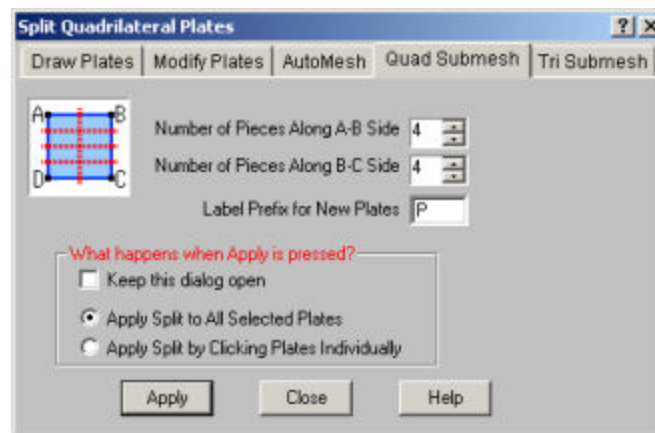 Split Quadrilateral Plates ? X
Draw Plates Modify Plates AutoMesh Quad Submesh Tri Submesh
A B
Number of Pieces Along A-B Side 4
Number of Pieces Along B-C Side 4
D C
Label Prefix for New Plates P
What happens when Apply is pressed?
Keep this dialog open
Apply Split to All Selected Plates
Apply Split by Clicking Plates Individually
Apply Close Help